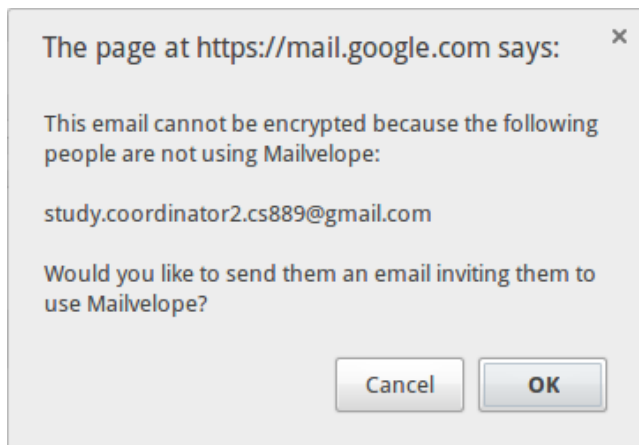 The page at https://mail.google.com says:
This email cannot be encrypted because the following
people are not using Mailvelope:
study.coordinator2.cs889@gmail.com
Would you like to send them an email inviting them to
use Mailvelope?
Cancel
OK